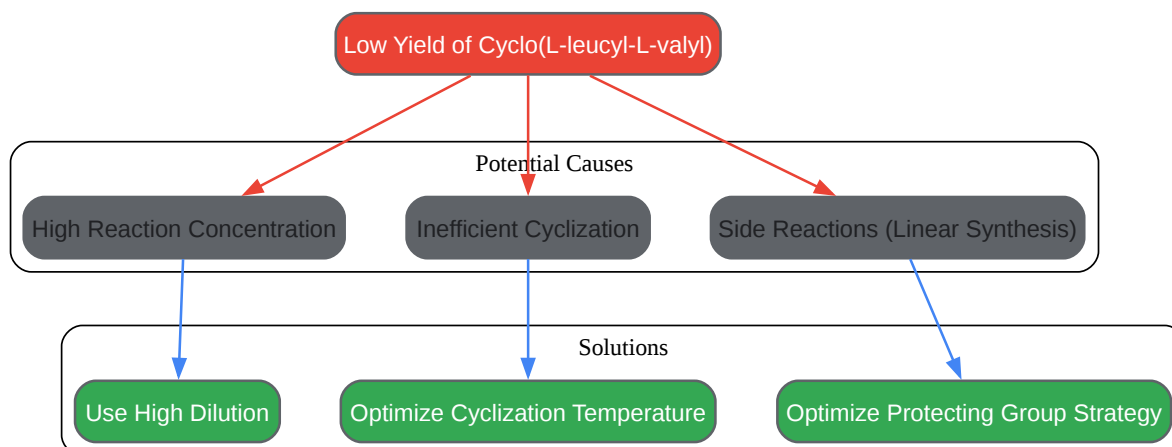 Low Yield of Cyclo(L-leucyl-L-valyl)
Potential Causes
High Reaction Concentration
Inefficient Cyclization
Side Reactions (Linear Synthesis)
Solutions
Use High Dilution
Optimize Cyclization Temperature
Optimize Protecting Group Strategy